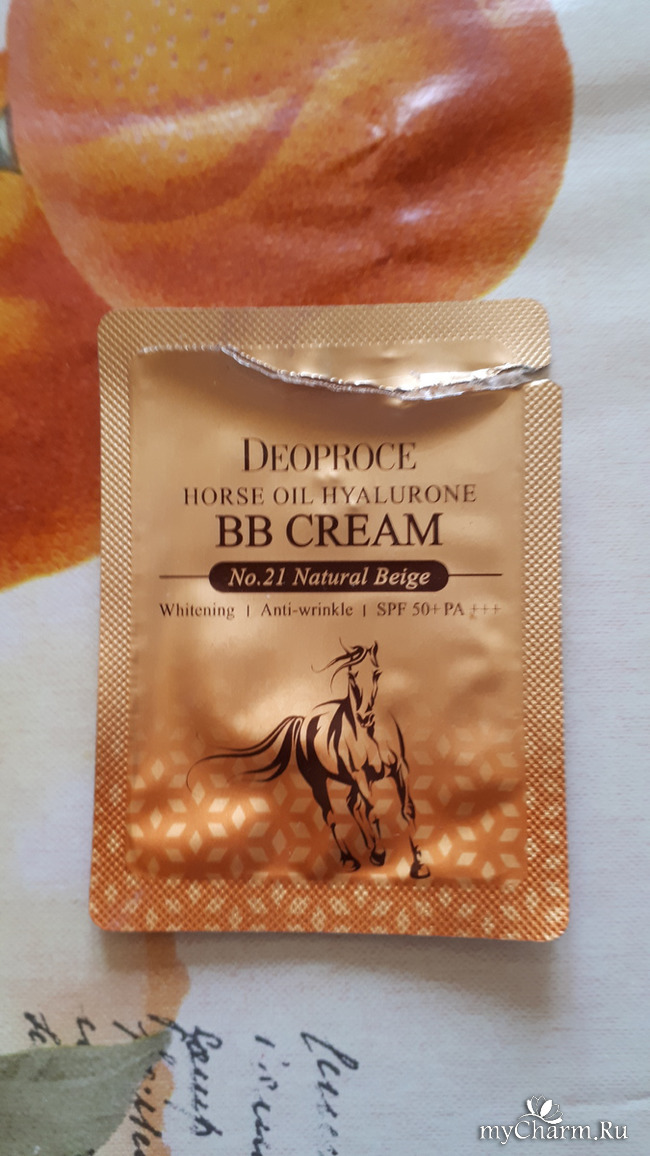 DEOPROCE
HORSE OIL HYALURONE
BB CREAM
No.21 Natural Beige
Whitening | Anti-wrinkle | SPF 50+ PA +++
myCharm.Ru